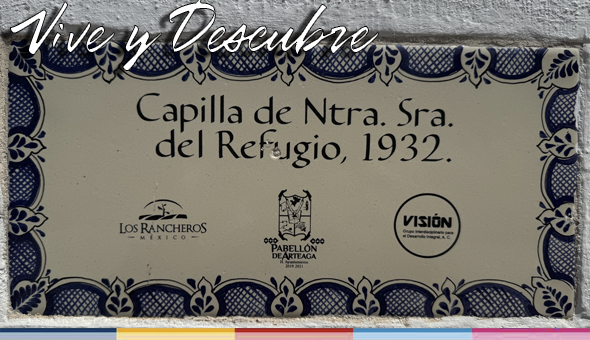 Vive y Descubre
Capilla de Ntra. Sra.
del Refugio, 1932.
LOS RANCHEROS
MÉXICO
PABELLÓN
DE ARTEAGA
H. Ayuntamiento
2019 2021
VISIÓN
Grupo Interdisciplinario para
el Desarrollo Integral, A. C.